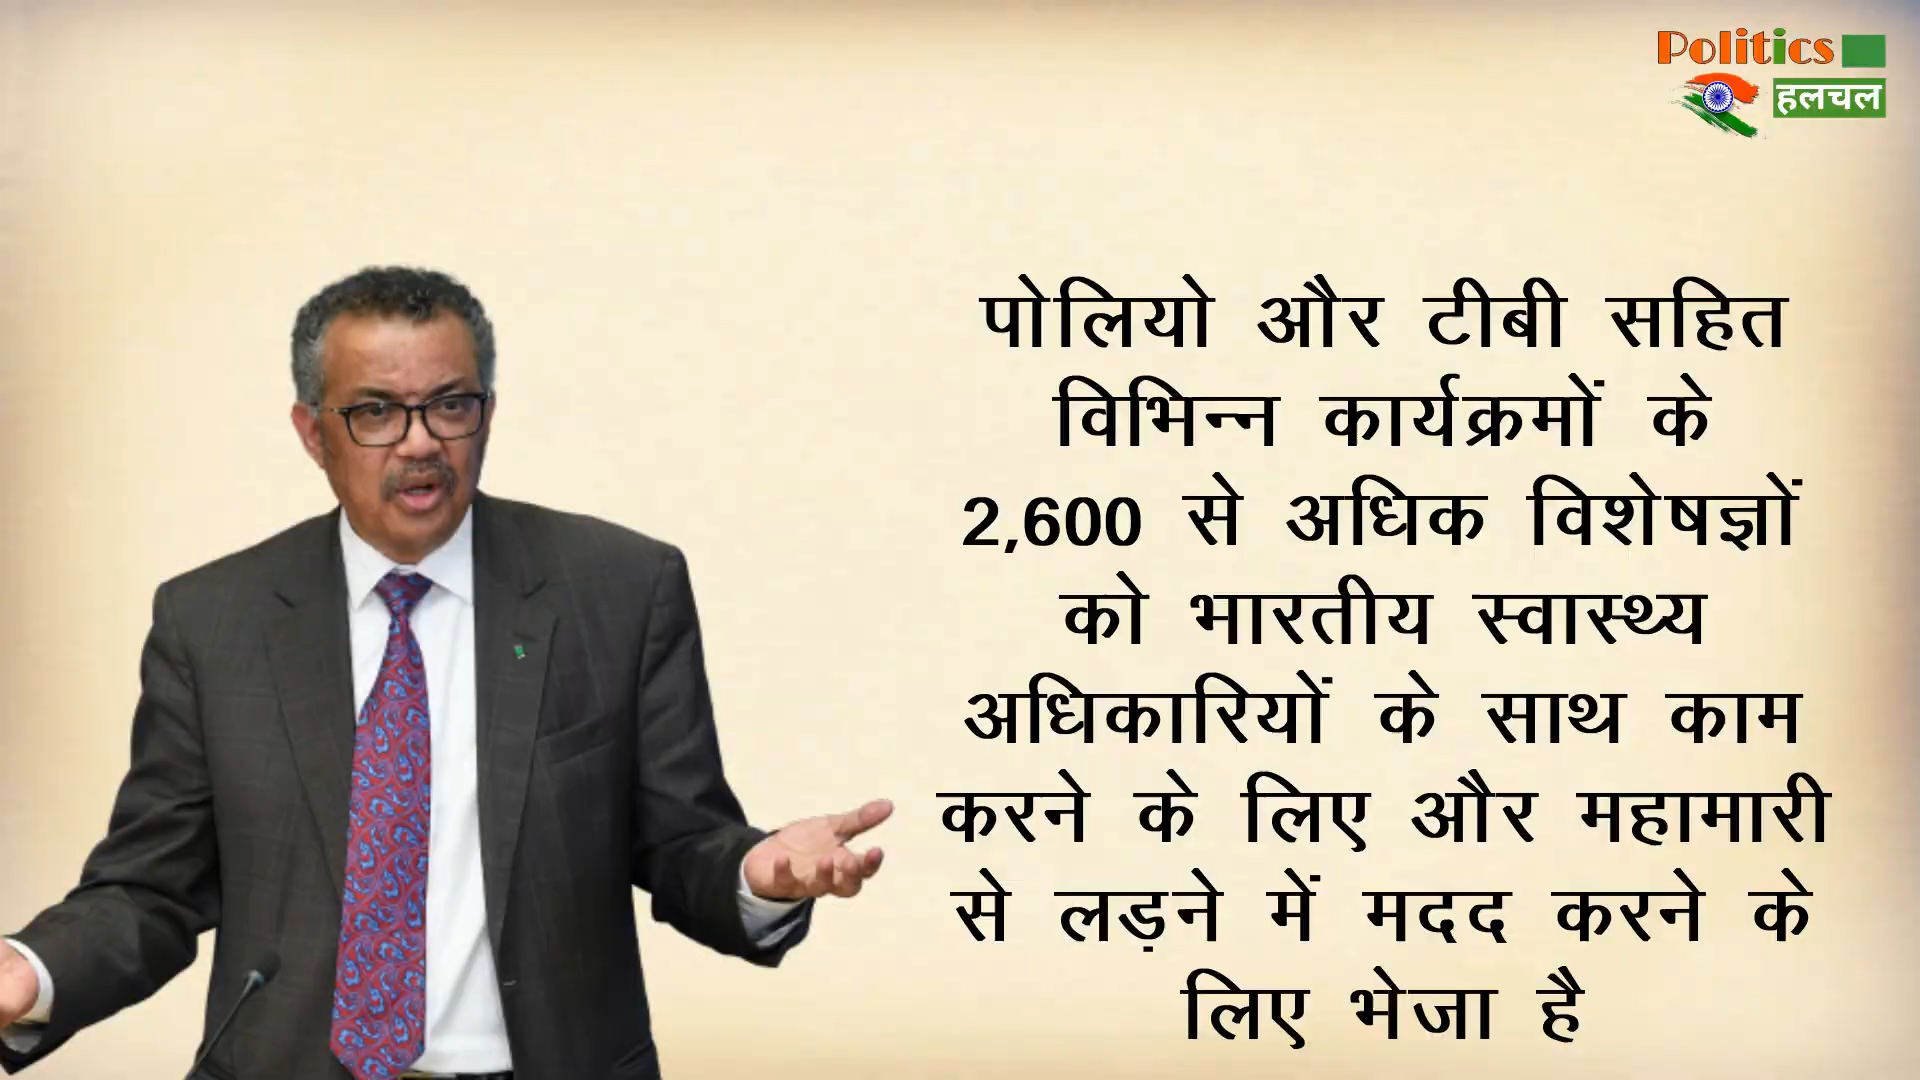 Politics
हलचल
पोलियो और टीबी सहित
विभिन्न कार्यक्रमों के
2,600 से अधिक विशेषज्ञों
को भारतीय स्वास्थ्य
अधिकारियों के साथ काम
करने के लिए और महामारी
से लड़ने में मदद करने के
लिए भेजा है